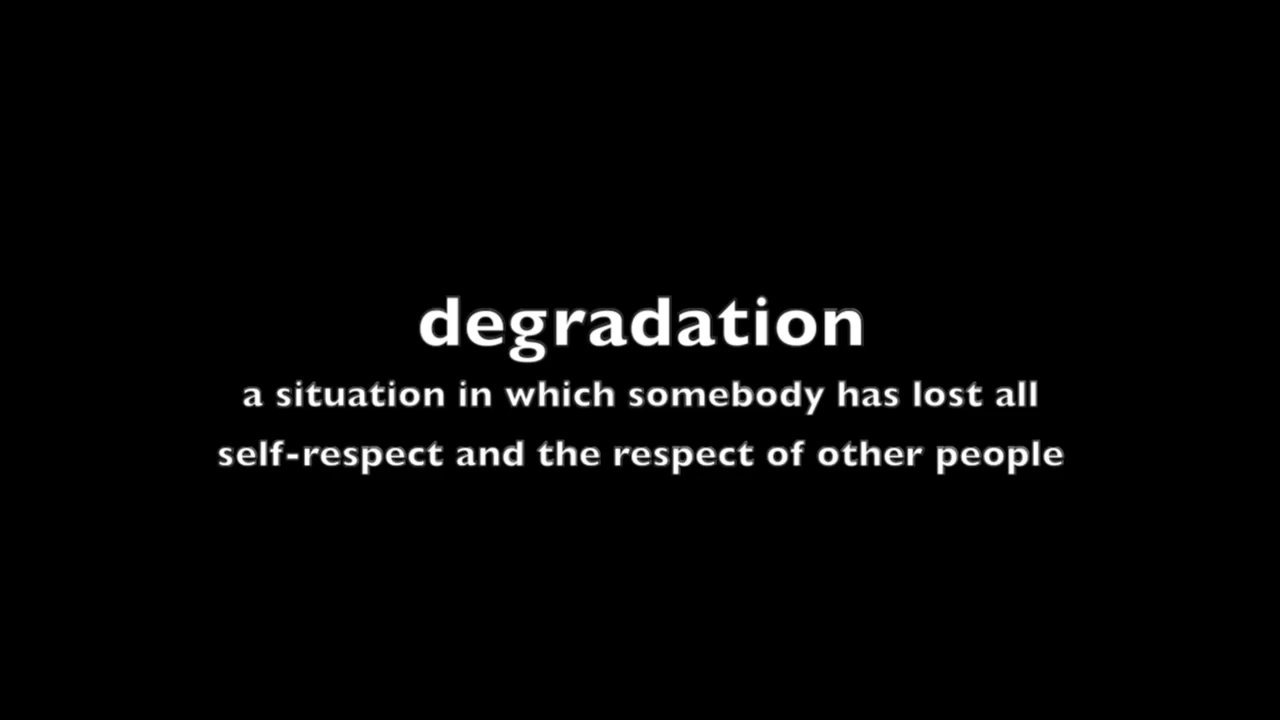 degradation
a situation in which somebody has lost all
self-respect and the respect of other people